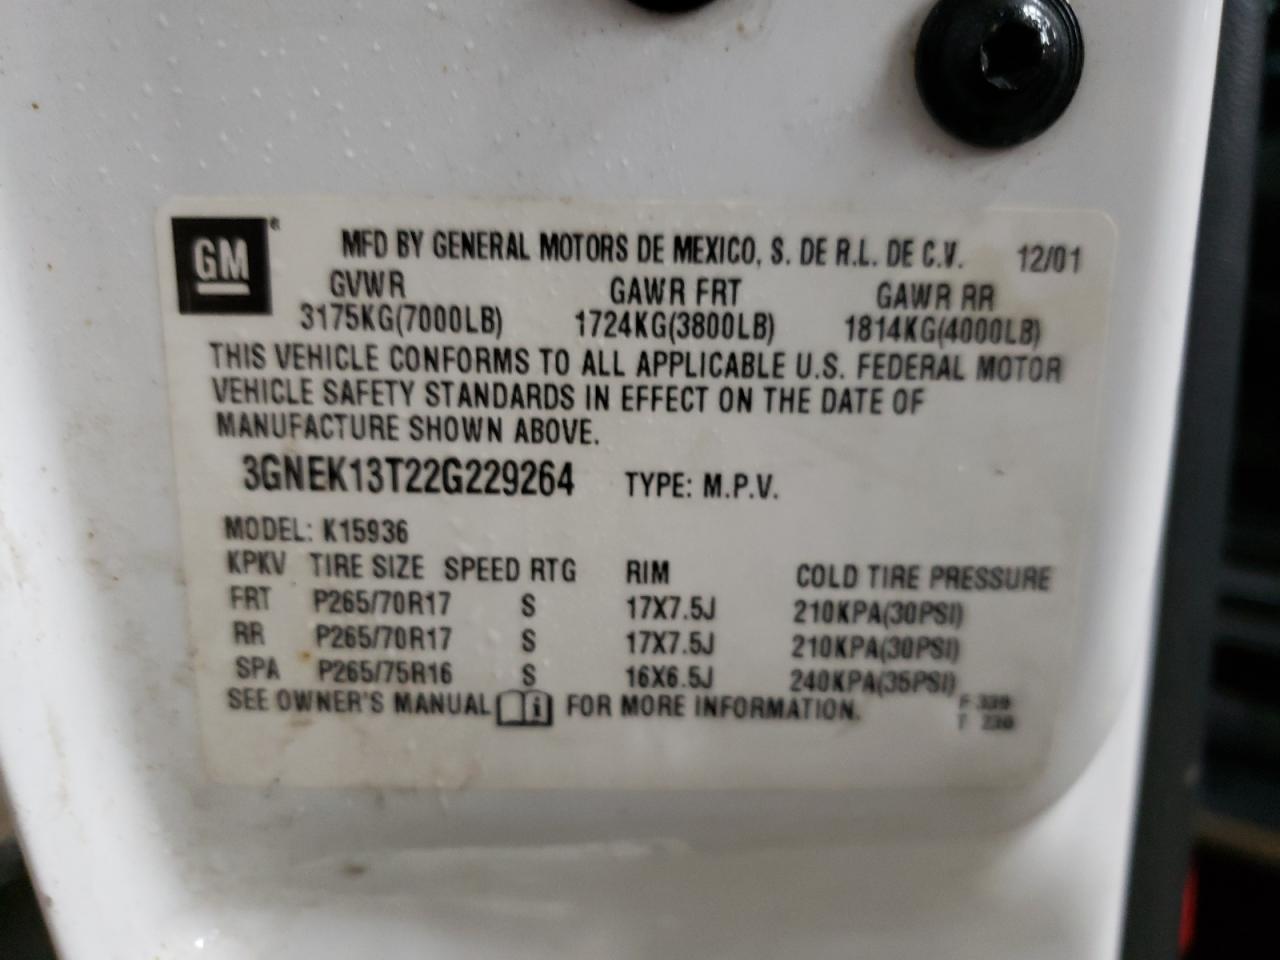 GM ® MFD BY GENERAL MOTORS DE MEXICO, S. DE R.L. DE C.V. 12/01
GVWR GAWR FRT GAWR RR
3175KG(7000LB) 1724KG(3800LB) 1814KG(4000LB)
THIS VEHICLE CONFORMS TO ALL APPLICABLE U.S. FEDERAL MOTOR
VEHICLE SAFETY STANDARDS IN EFFECT ON THE DATE OF
MANUFACTURE SHOWN ABOVE.
3GNEK13T22G229264 TYPE: M.P.V.
MODEL: K15936
KPKV TIRE SIZE SPEED RTG RIM COLD TIRE PRESSURE
FRT P265/70R17 S 17X7.5J 210KPA(30PSI)
RR P265/70R17 S 17X7.5J 210KPA(30PSI)
SPA P265/75R16 S 16X6.5J 240KPA(35PSI)
SEE OWNER'S MANUAL i FOR MORE INFORMATION.